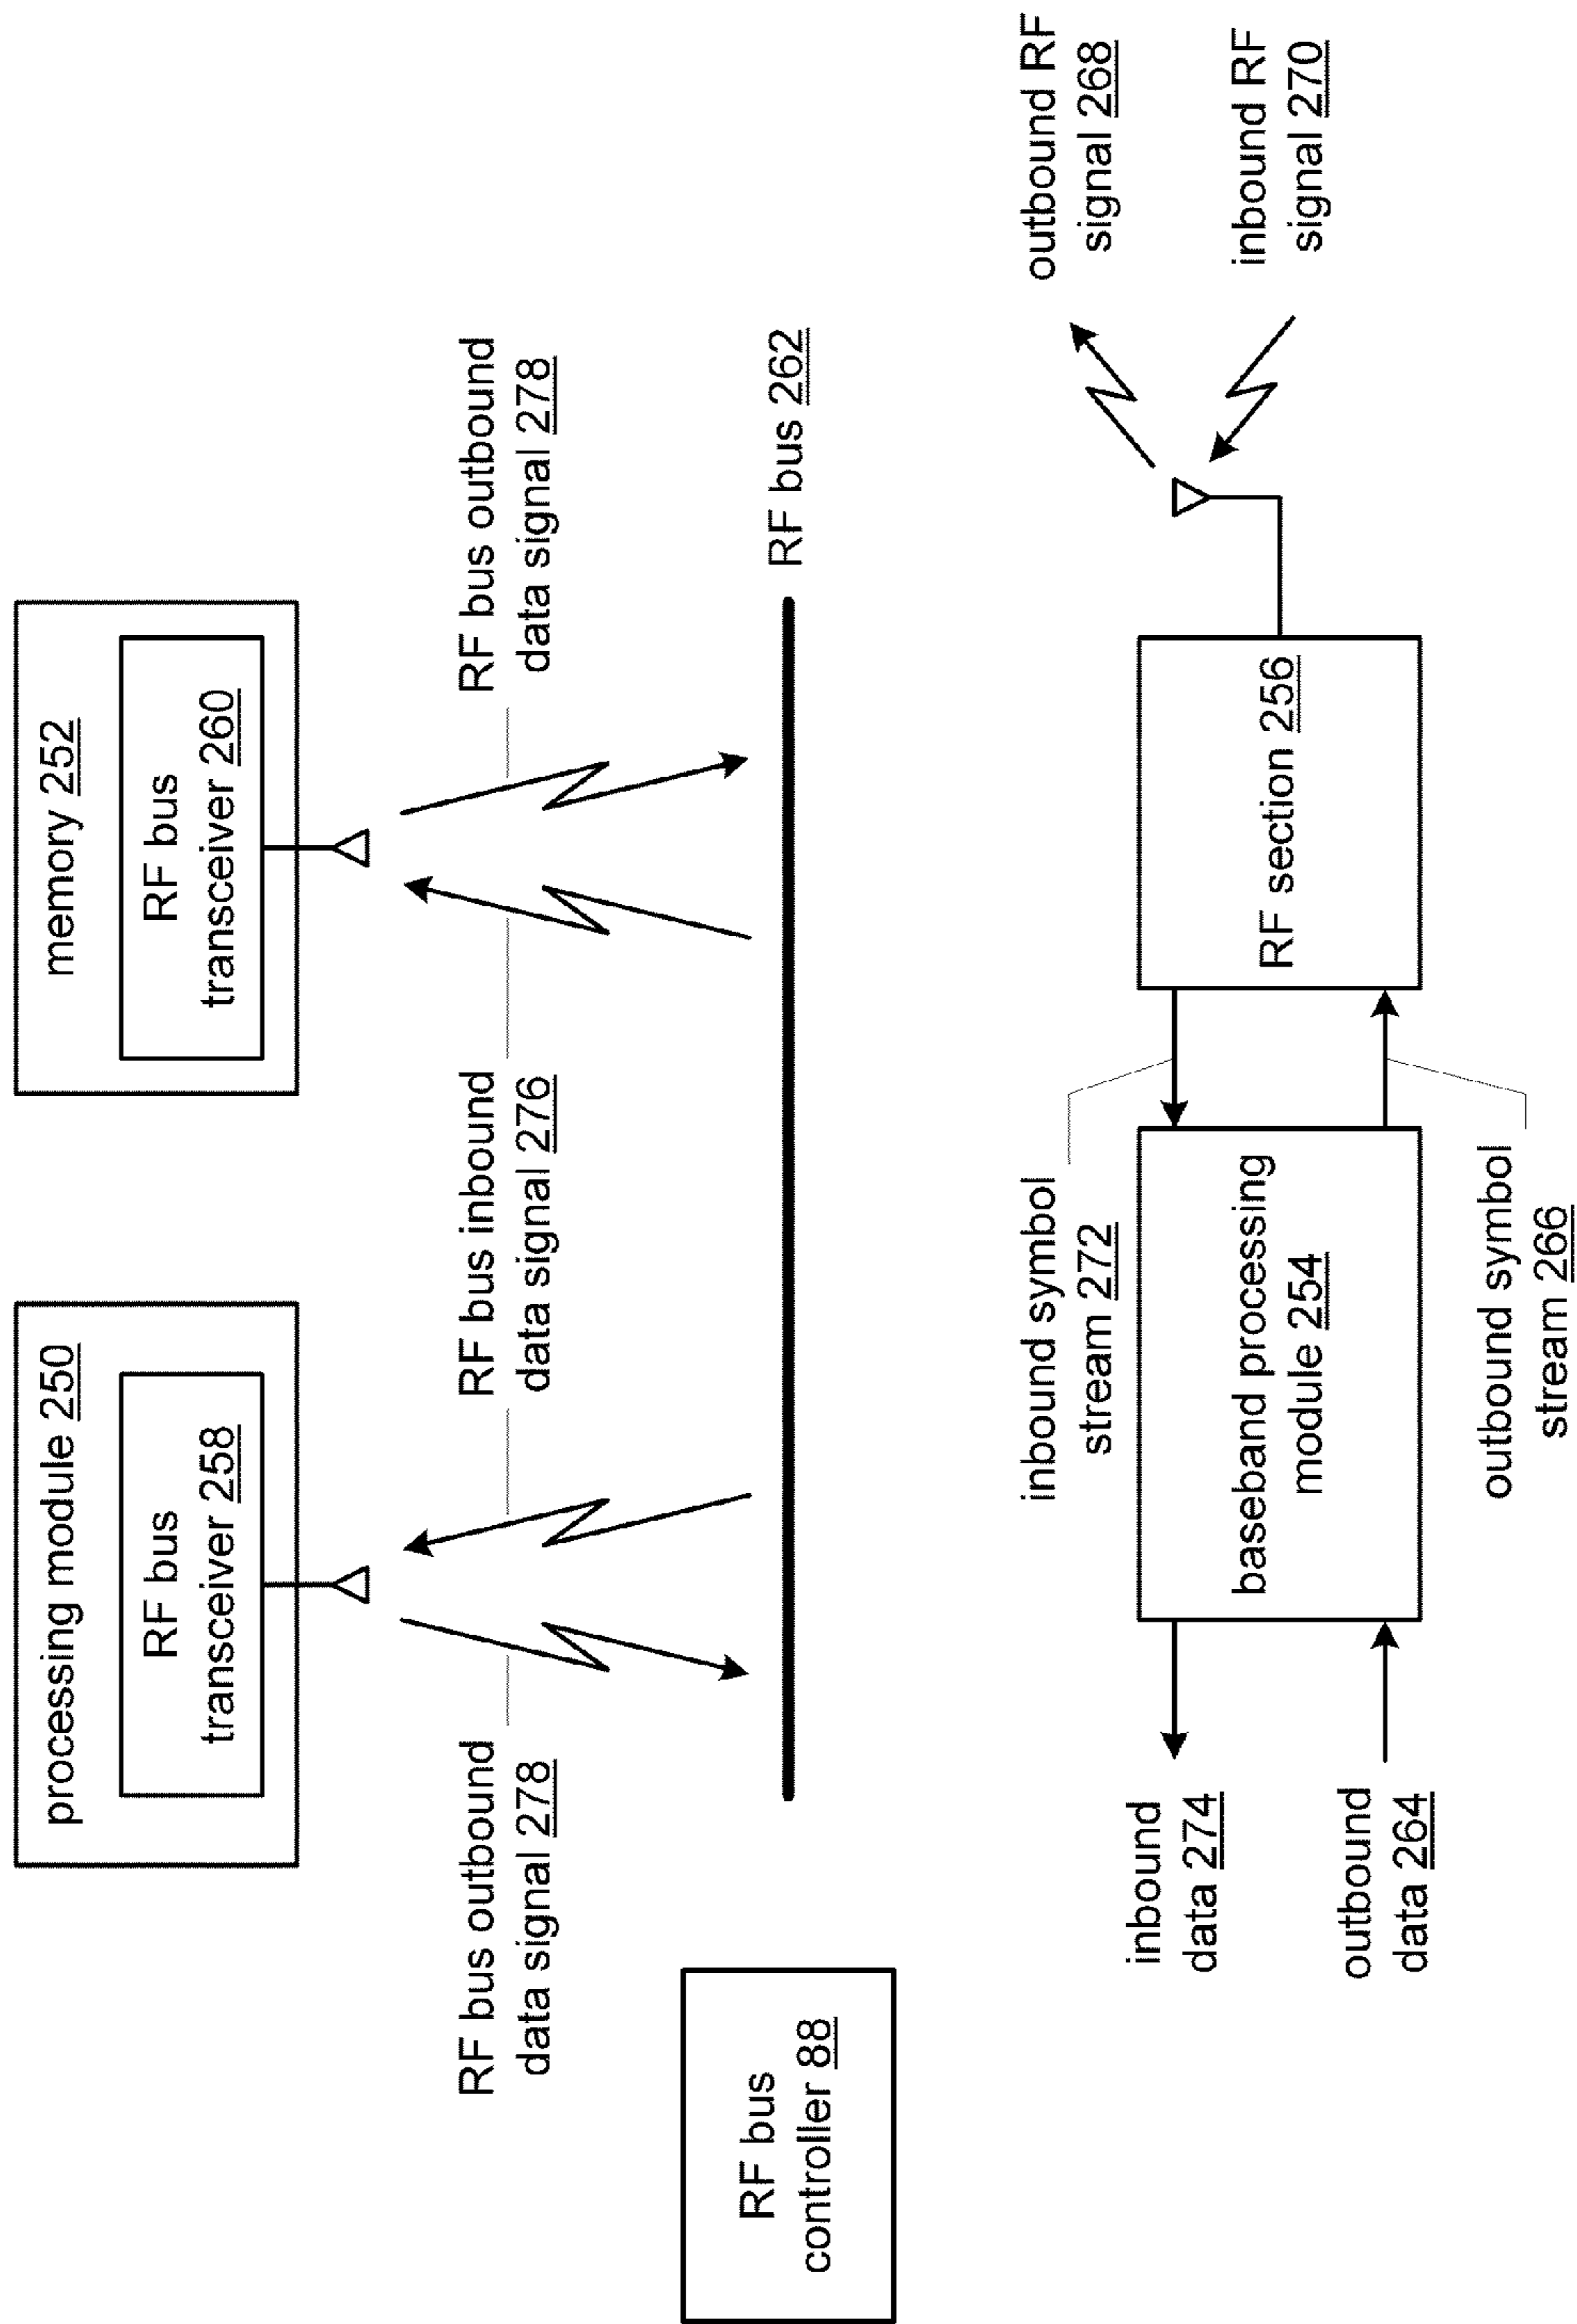 processing module 250
RF bus
transceiver 258
memory 252
RF bus
transceiver 260
RF bus outbound
data signal 278
RF bus inbound
data signal 276
RF bus outbound
data signal 278
RF bus
controller 88
RF bus 262
inbound symbol
stream 272
outbound RF
signal 268
inbound
data 274
outbound
data 264
baseband processing
module 254
RF section 256
inbound RF
signal 270
outbound symbol
stream 266